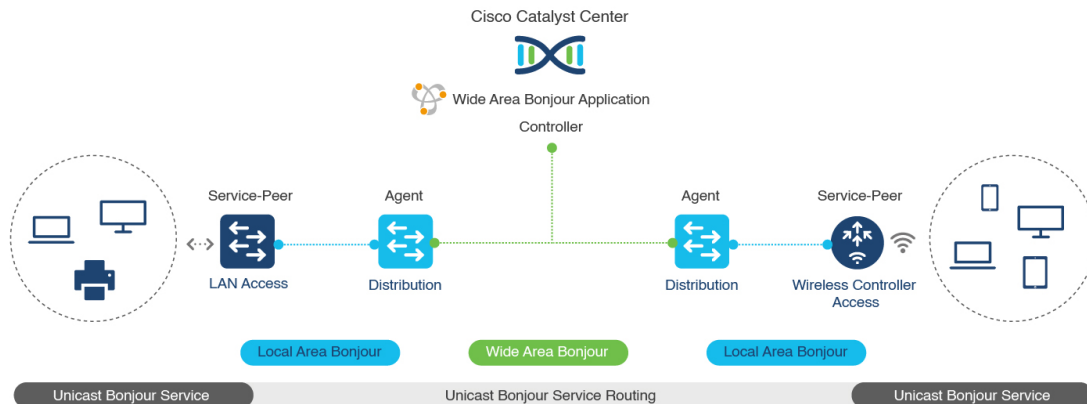 Cisco Catalyst Center
Wide Area Bonjour Application
Controller
Service-Peer
Agent
Agent
Service-Peer
LAN Access
Distribution
Distribution
Wireless Controller
Access
Local Area Bonjour
Wide Area Bonjour
Local Area Bonjour
Unicast Bonjour Service
Unicast Bonjour Service Routing
Unicast Bonjour Service